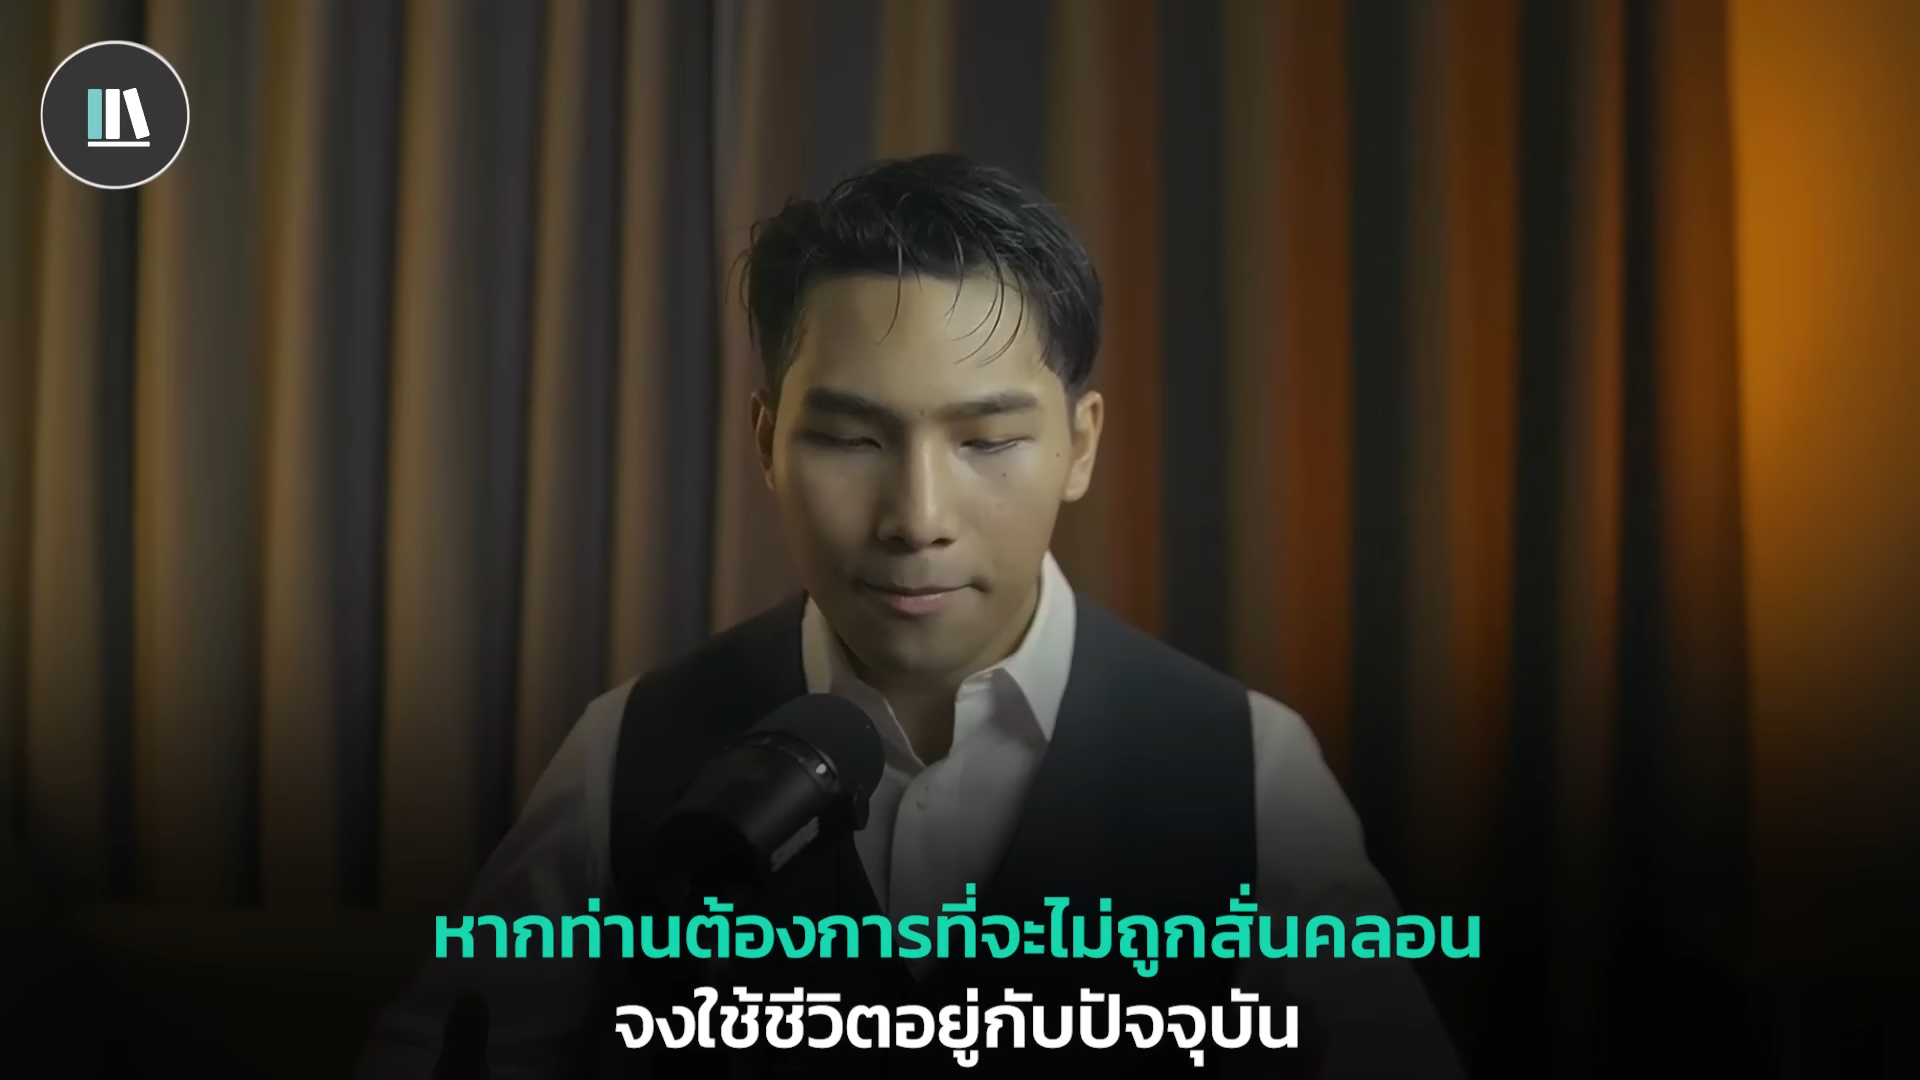 หากท่านต้องการที่จะไม่ถูกสั่นคลอน
จงใช้ชีวิตอยู่กับปัจจุบัน